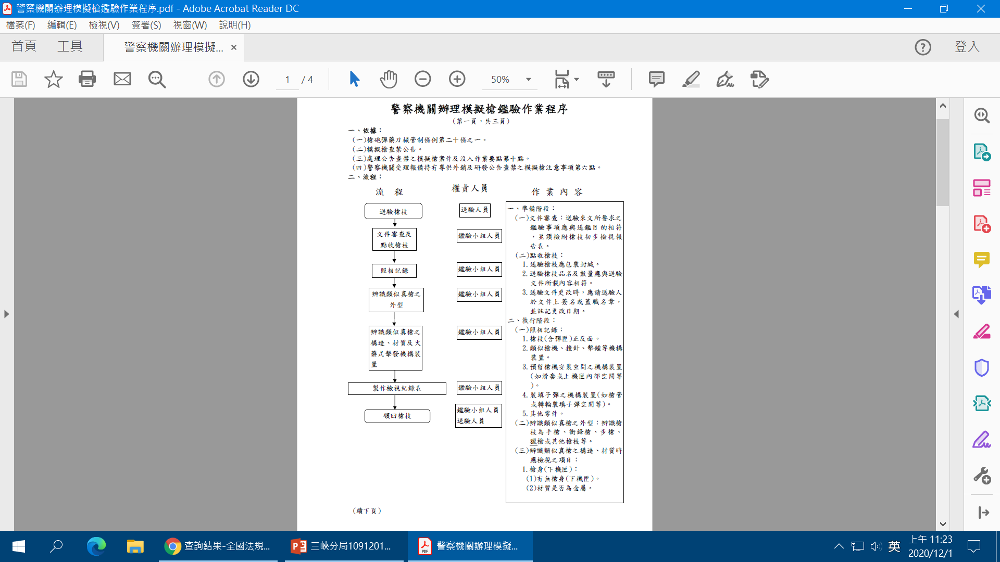 警察機關辦理模擬槍鑑驗作業程序.pdf - Adobe Acrobat Reader DC
檔案(F) 編輯(E) 檢視(V) 簽署(S) 視窗(W) 說明(H)
首頁 工具 警察機關辦理模擬... × 登入
1 / 4 50%
警察機關辦理模擬槍鑑驗作業程序
（第一頁，共三頁）
一、依據：
(一)槍砲彈藥刀械管制條例第二十條之一。
(二)模擬槍查禁公告。
(三)處理公告查禁之模擬槍案件及沒入作業要點第十點。
(四)警察機關受理報備持有專供外銷及研發公告查禁之模擬槍注意事項第六點。
二、流程：
流 程
送驗槍枝
文件審查及
點收槍枝
照相記錄
辨識類似真槍之
外型
辨識類似真槍之
構造、材質及火
藥式擊發機構裝
置
製作檢視紀錄表
領回槍枝
權責人員
送驗人員
鑑驗小組人員
鑑驗小組人員
鑑驗小組人員
鑑驗小組人員
鑑驗小組人員
鑑驗小組人員
送驗人員
作 業 內 容
一、準備階段：
(一)文件審查：送驗來文所要求之
鑑驗事項應與送鑑目的相符
，並須檢附槍枝初步檢視報
告表。
(二)點收槍枝：
1.送驗槍枝應包裝封緘。
2.送驗槍枝品名及數量應與送驗
文件所載內容相符。
3.送驗文件更改時，應請送驗人
於文件上簽名或蓋職名章，
並註記更改日期。
二、執行階段：
(一)照相記錄：
1.槍枝(含彈匣)正反面。
2.類似槍機、撞針、擊錘等機構
裝置。
3.預留槍機安裝空間之機構裝置
(如滑套或上機匣內部空間等
)。
4.裝填子彈之機構裝置(如槍管
或轉輪裝填子彈空間等)。
5.其他零件。
(二)辨識類似真槍之外型：辨識槍
枝為手槍、衝鋒槍、步槍、
獵槍或其他槍枝等。
(三)辨識類似真槍之構造、材質時
應檢視之項目：
1.槍身(下機匣)：
(1)有無槍身(下機匣)。
(2)材質是否為金屬。
（續下頁）
查詢結果-全國法規... 三峽分局1091201... 警察機關辦理模擬... 英 上午 11:23
2020/12/1